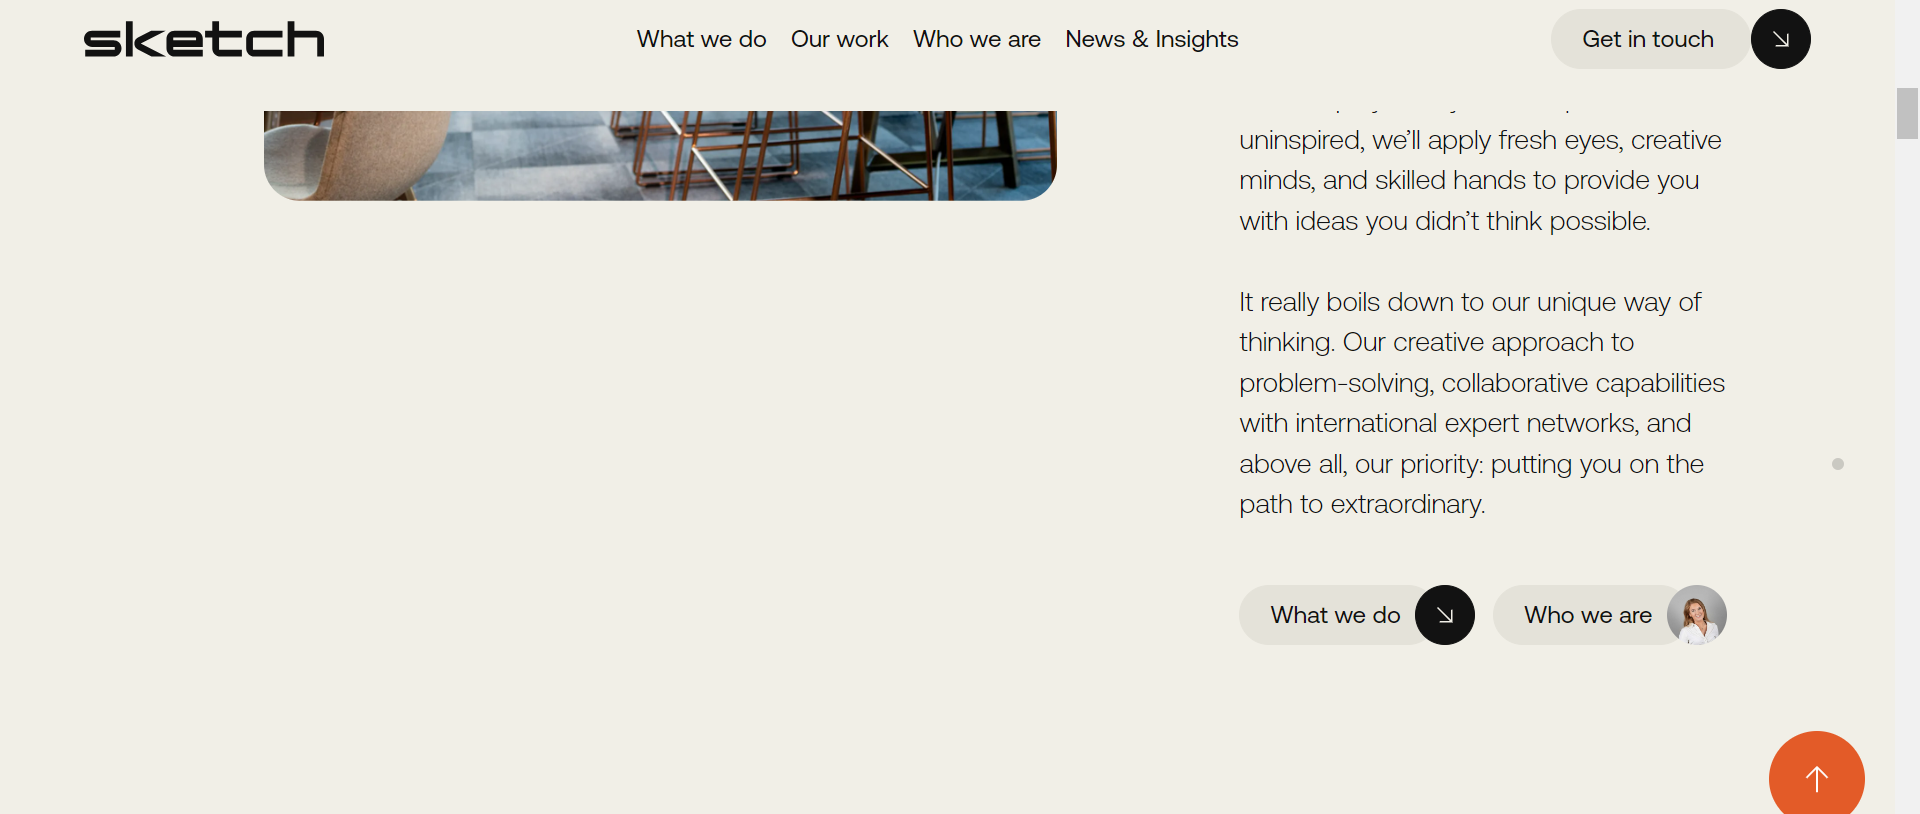 sketch
What we do
Our work
Who we are
News & Insights
Get in touch
uninspired, we’ll apply fresh eyes, creative
minds, and skilled hands to provide you
with ideas you didn’t think possible.
It really boils down to our unique way of
thinking. Our creative approach to
problem-solving, collaborative capabilities
with international expert networks, and
above all, our priority: putting you on the
path to extraordinary.
What we do
Who we are